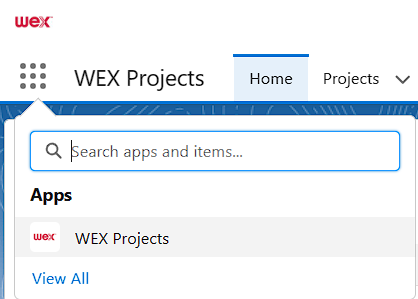 wex
WEX Projects Home Projects
Search apps and items...
Apps
wex WEX Projects
View All